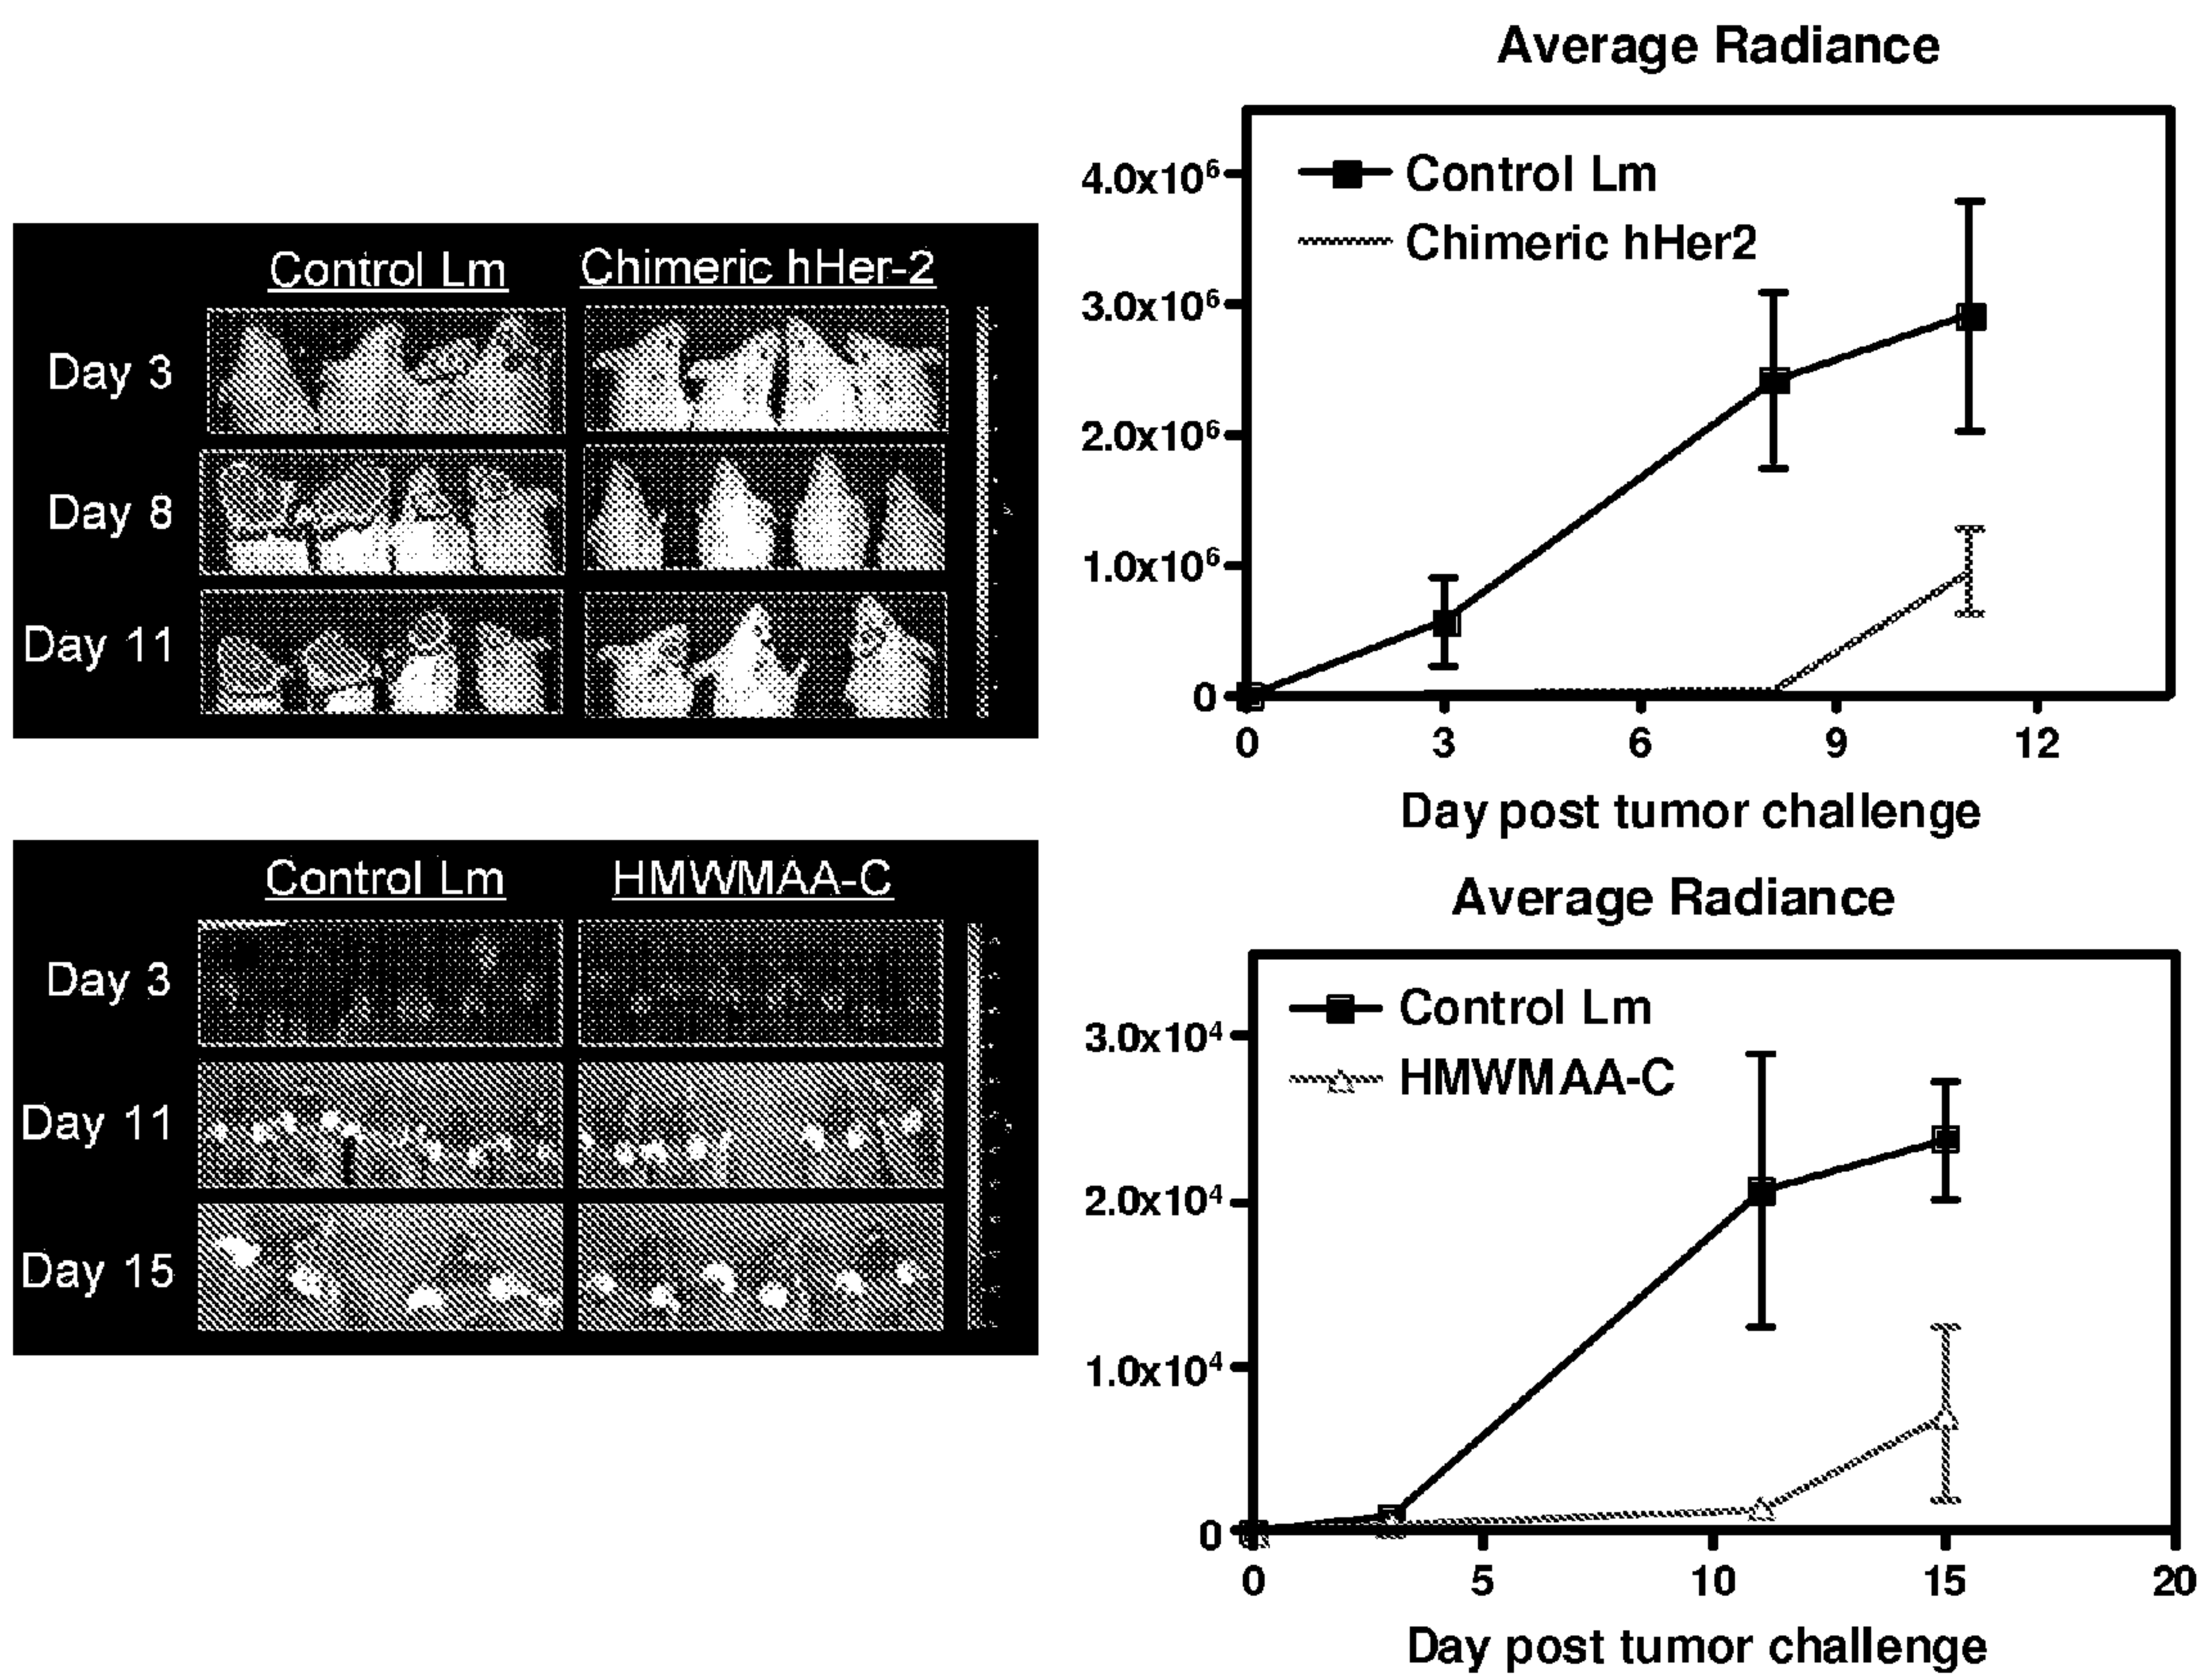 Control Lm
Chimeric hHer-2
Day 3
Day 8
Day 11
Average Radiance
4.0x10⁶
3.0x10⁶
2.0x10⁶
1.0x10⁶
0
Control Lm
Chimeric hHer2
0 3 6 9 12
Day post tumor challenge
Control Lm
HMWMAA-C
Day 3
Day 11
Day 15
Average Radiance
3.0x10⁴
2.0x10⁴
1.0x10⁴
0
Control Lm
HMWMAA-C
0 5 10 15 20
Day post tumor challenge